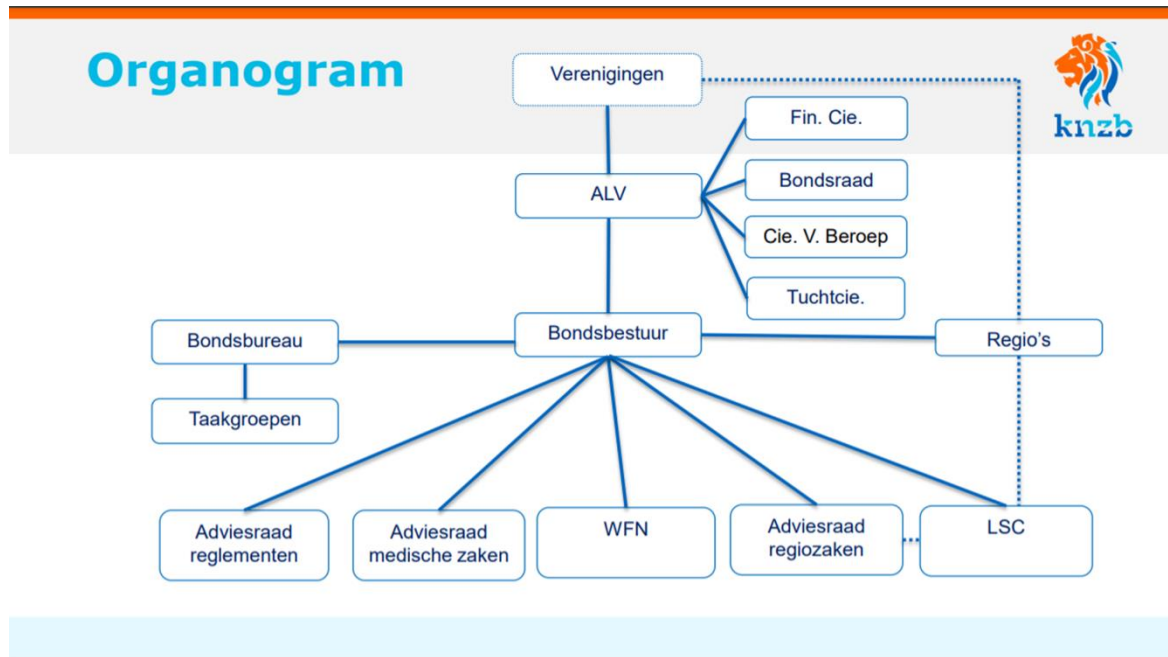 Organogram
Verenigingen
knzb
Fin. Cie.
ALV
Bondsraad
Cie. V. Beroep
Tuchtcie.
Bondsbureau
Bondsbestuur
Regio's
Taakgroepen
Adviesraad
reglementen
Adviesraad
medische zaken
WFN
Adviesraad
regiozaken
LSC